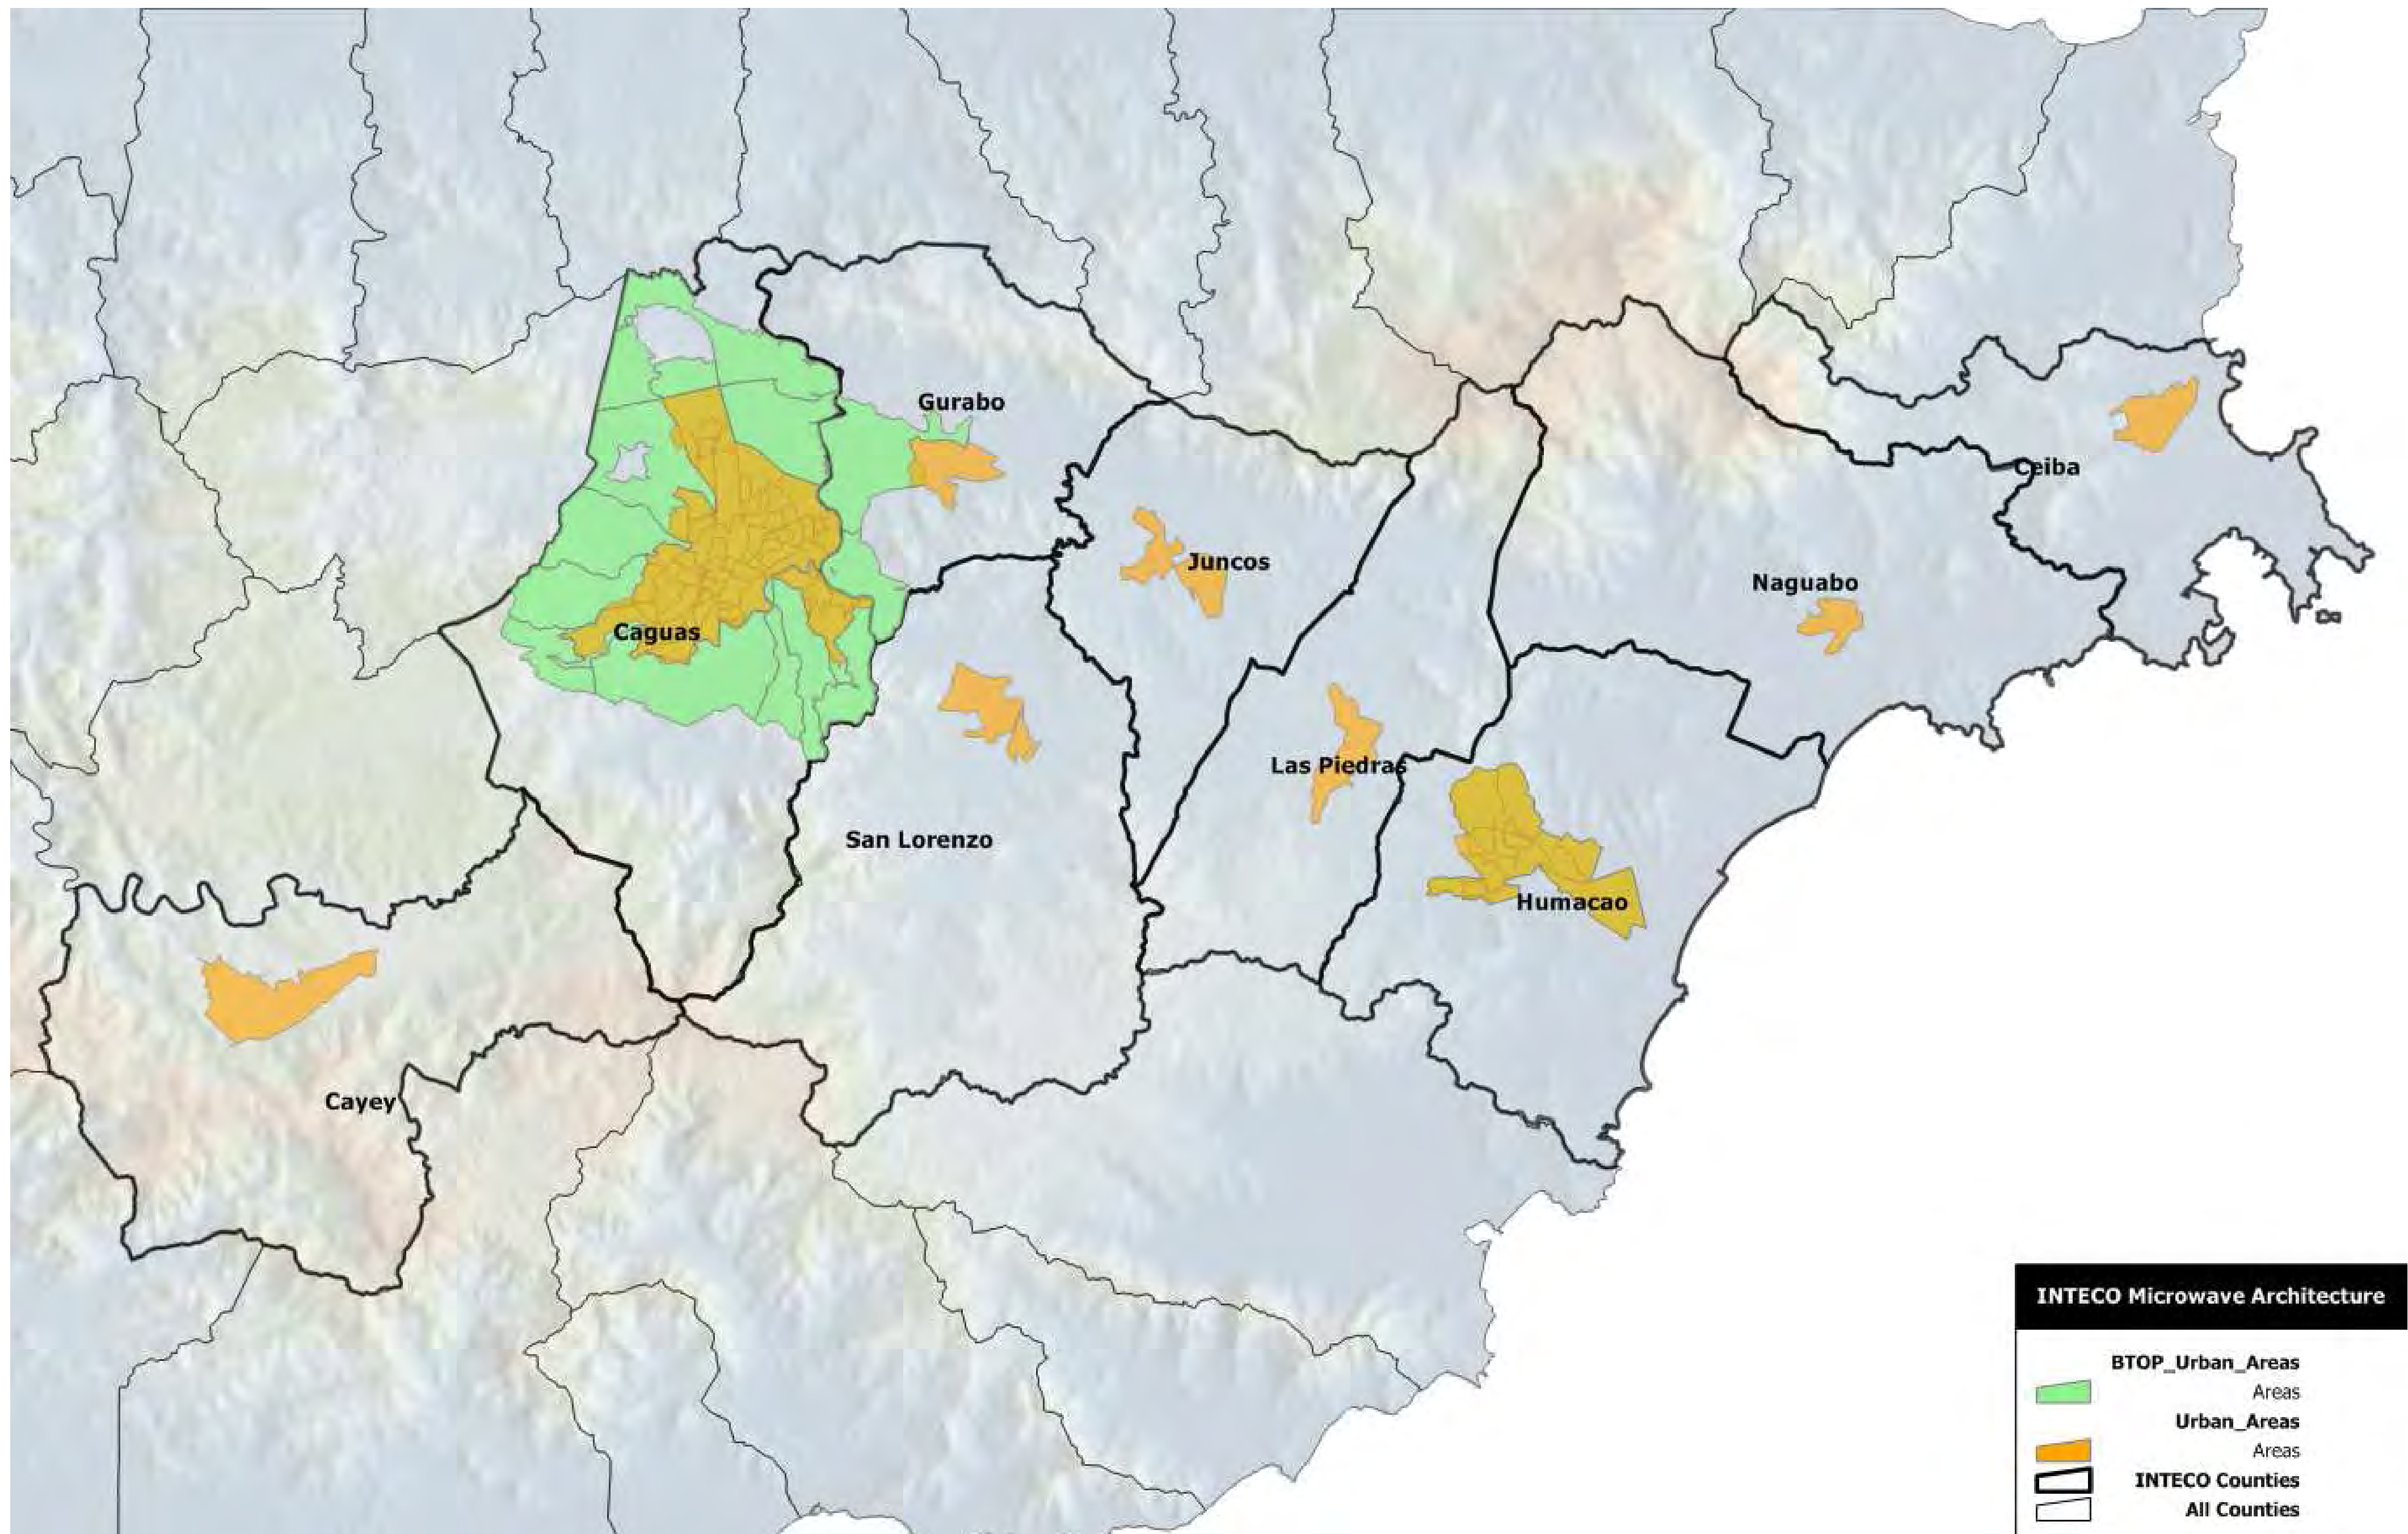 Gurabo
Ceiba
Juncos
Naguabo
Caguas
Las Piedras
San Lorenzo
Humacao
Cayey
INTECO Microwave Architecture
BTOP_Urban_Areas
Areas
Urban_Areas
Areas
INTECO Counties
All Counties